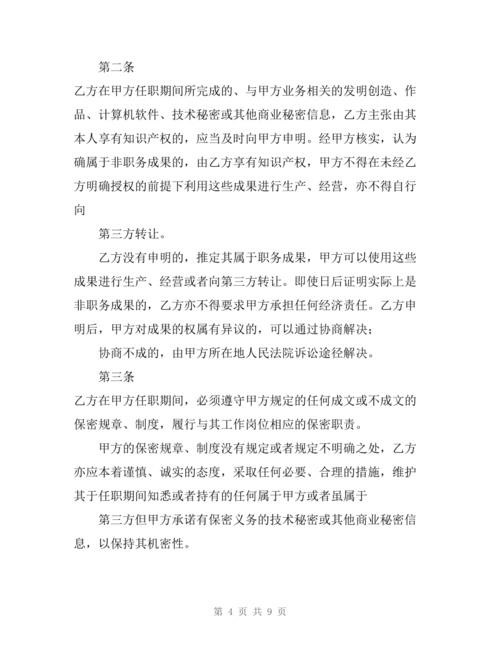 第二条
乙方在甲方任职期间所完成的、与甲方业务相关的发明创造、作
品、计算机软件、技术秘密或其他商业秘密信息，乙方主张由其
本人享有知识产权的，应当及时向甲方申明。经甲方核实，认为
确属于非职务成果的，由乙方享有知识产权，甲方不得在未经乙
方明确授权的前提下利用这些成果进行生产、经营，亦不得自行
向
第三方转让。
乙方没有申明的，推定其属于职务成果，甲方可以使用这些
成果进行生产、经营或者向第三方转让。即使日后证明实际上是
非职务成果的，乙方亦不得要求甲方承担任何经济责任。乙方申
明后，甲方对成果的权属有异议的，可以通过协商解决；
协商不成的，由甲方所在地人民法院诉讼途径解决。
第三条
乙方在甲方任职期间，必须遵守甲方规定的任何成文或不成文的
保密规章、制度，履行与其工作岗位相应的保密职责。
甲方的保密规章、制度没有规定或者规定不明确之处，乙方
亦应本着谨慎、诚实的态度，采取任何必要、合理的措施，维护
其于任职期间知悉或者持有的任何属于甲方或者虽属于
第三方但甲方承诺有保密义务的技术秘密或其他商业秘密信
息，以保持其机密性。
第 4 页 共 9 页